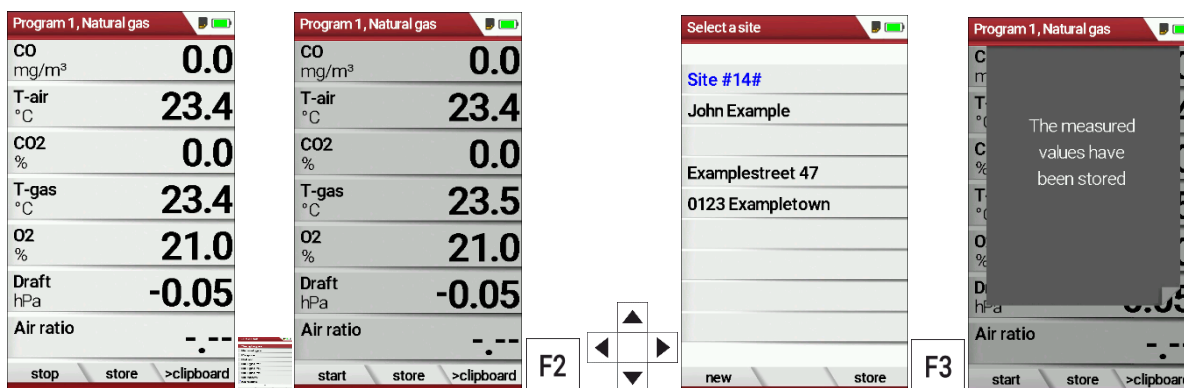 Program 1, Natural gas
CO
mg/m³
0.0
T-air
°C
23.4
CO2
%
0.0
T-gas
°C
23.4
O2
%
21.0
Draft
hPa
-0.05
Air ratio
-.--
stop
store
>clipboard
Program 1, Natural gas
CO
mg/m³
0.0
T-air
°C
23.4
CO2
%
0.0
T-gas
°C
23.5
O2
%
21.0
Draft
hPa
-0.05
Air ratio
-.--
start
store
>clipboard
F2
Select a site
Site #14#
John Example
Examplestreet 47
0123 Exampletown
new
store
F3
Program 1, Natural gas
The measured
values have
been stored
hPa
Air ratio
-.--
start
store
>clipboard